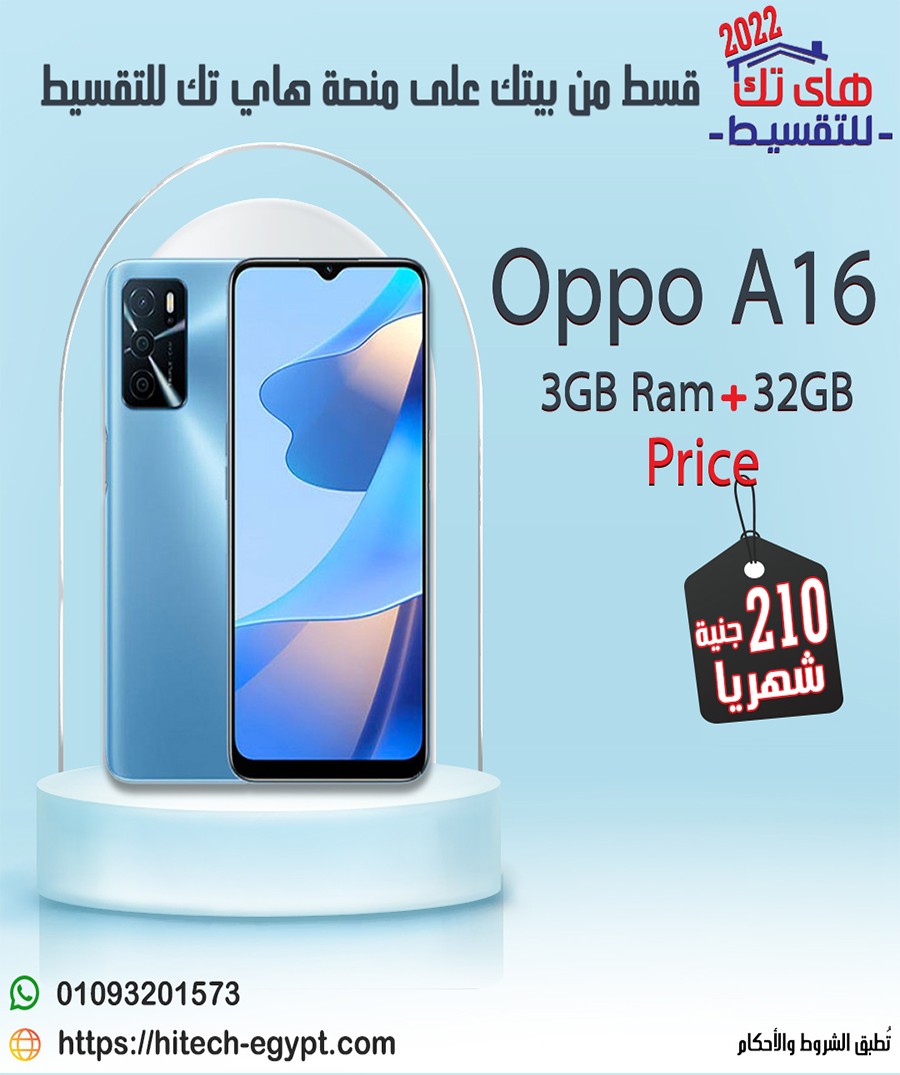 2022
هاى تك
-للتقسيط-
قسط من بيتك على منصة هاي تك للتقسيط
Oppo A16
3GB Ram+32GB
Price
210 جنية
شهريا
01093201573
https://hitech-egypt.com
تُطبق الشروط والأحكام